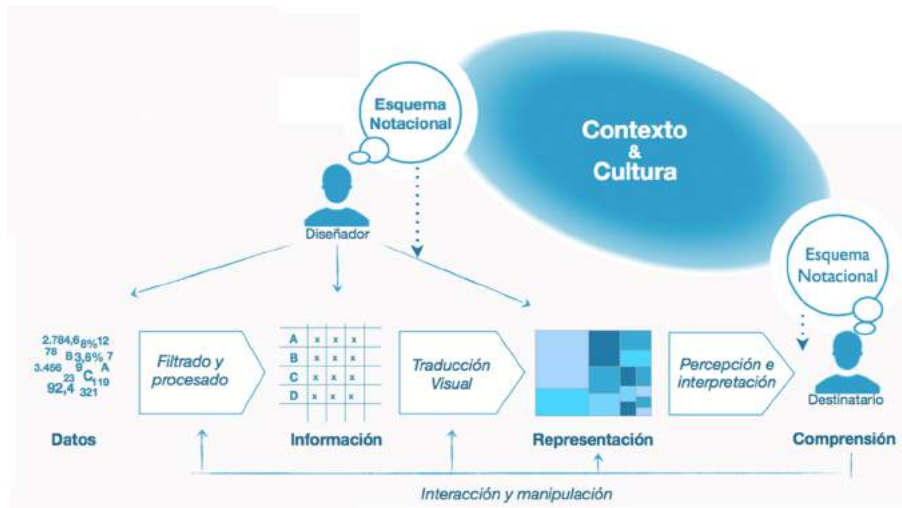 Esquema
Notacional
Contexto
&
Cultura
Diseñador
Esquema
Notacional
2.784,6 6% 12
78 B 3,6% 7
3.456 9 A
23 C 119
92,4 321
Filtrado y
procesado
A x x x
B x x x
C x x x
D x x x
Traducción
Visual
Percepción e
interpretación
Destinatario
Datos
Información
Representación
Comprensión
Interacción y manipulación